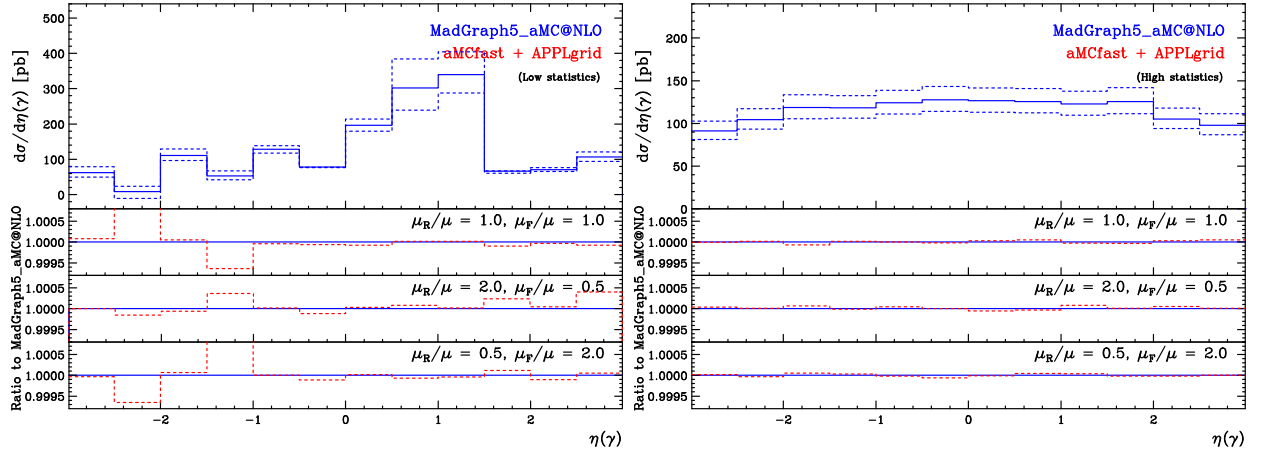 dσ/dη(γ) [pb]
500
400
300
200
100
0
MadGraph5_aMC@NLO
aMCfast + APPLgrid
(Low statistics)
Ratio to MadGraph5_aMC@NLO
1.0005
1.0000
0.9995
μR/μ = 1.0, μF/μ = 1.0
1.0005
1.0000
0.9995
μR/μ = 2.0, μF/μ = 0.5
1.0005
1.0000
0.9995
μR/μ = 0.5, μF/μ = 2.0
−2 −1 0 1 2
η(γ)
dσ/dη(γ) [pb]
200
150
100
50
0
MadGraph5_aMC@NLO
aMCfast + APPLgrid
(High statistics)
Ratio to MadGraph5_aMC@NLO
1.0005
1.0000
0.9995
μR/μ = 1.0, μF/μ = 1.0
1.0005
1.0000
0.9995
μR/μ = 2.0, μF/μ = 0.5
1.0005
1.0000
0.9995
μR/μ = 0.5, μF/μ = 2.0
−2 −1 0 1 2
η(γ)